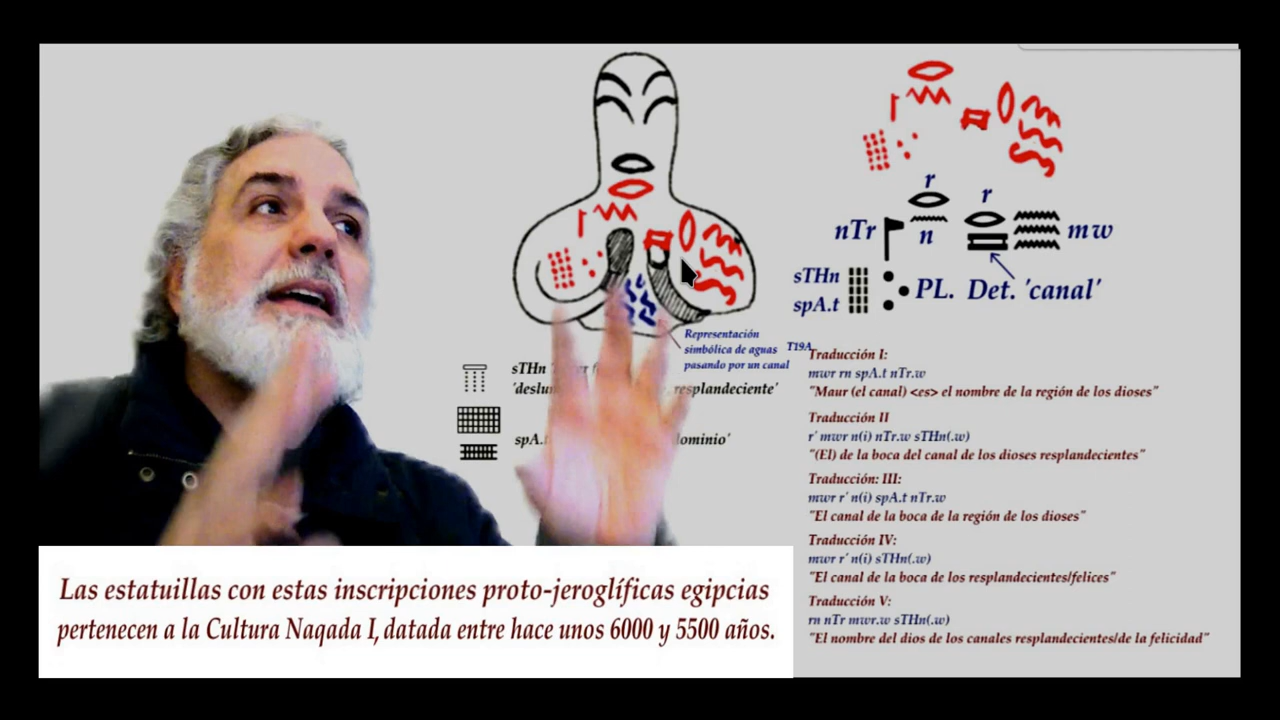 r
r
nTr
n
mw
sTHn
spA.t
PL.
Det. 'canal'
Representación
simbólica de aguas
pasando por un canal
T19A
sTHn
resplandeciente'
Traducción I:
mwr rn spA.t nTr.w
"Maur (el canal) <es> el nombre de la región de los dioses"
Traducción II
r' mwr n(i) nTr.w sTHn(.w)
"(El) de la boca del canal de los dioses resplandecientes"
Traducción: III:
mwr r' n(i) spA.t nTr.w
"El canal de la boca de la región de los dioses"
Traducción IV:
mwr r' n(i) sTHn(.w)
"El canal de la boca de los resplandecientes/felices"
Traducción V:
rn nTr mwr.w sTHn(.w)
"El nombre del dios de los canales resplandecientes/de la felicidad"
Las estatuillas con estas inscripciones proto-jeroglíficas egipcias
pertenecen a la Cultura Naqada I, datada entre hace unos 6000 y 5500 años.